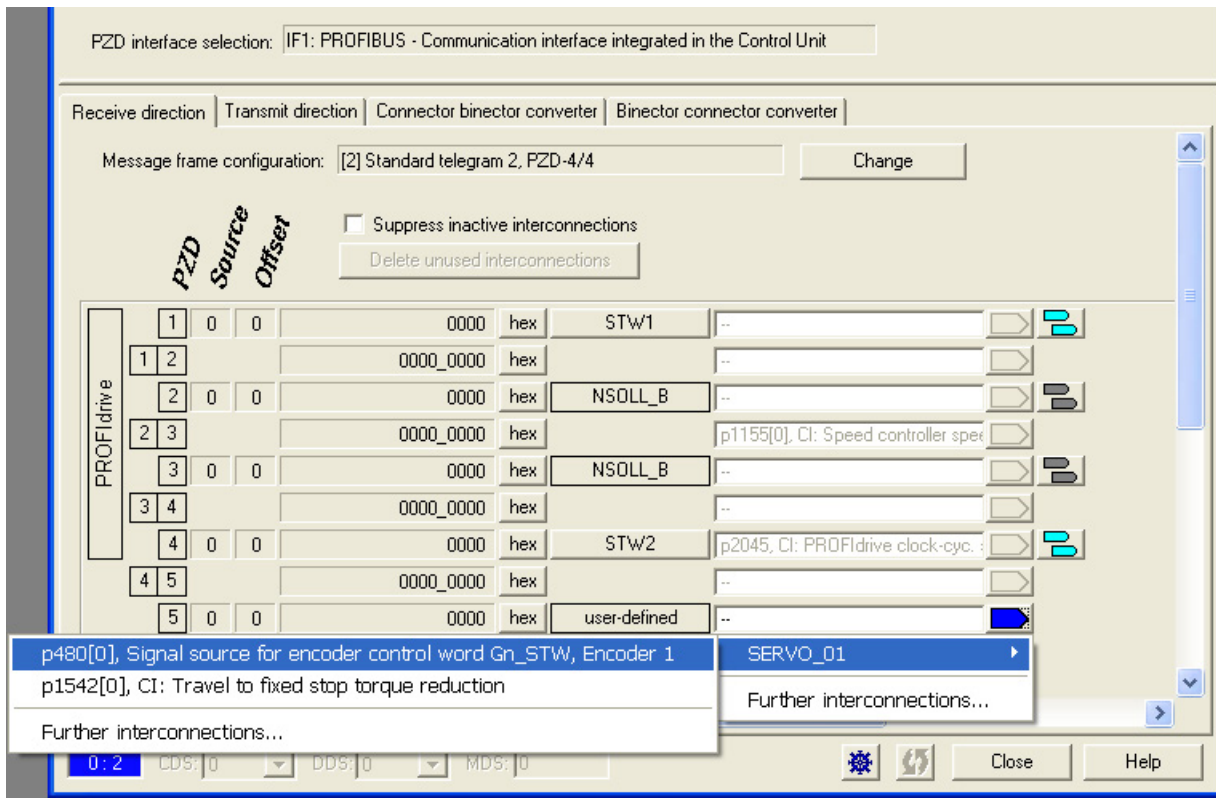 PZD interface selection: IF1: PROFIBUS - Communication interface integrated in the Control Unit
Receive direction Transmit direction Connector binector converter Binector connector converter
Message frame configuration: [2] Standard telegram 2, PZD-4/4 Change
PZD Source Offset
Suppress inactive interconnections
Delete unused interconnections
PROFIdrive
1 0 0 0000 hex STW1 --
1 2 0000_0000 hex --
2 0 0 0000 hex NSOLL_B --
2 3 0000_0000 hex p1155[0], CI: Speed controller spee
3 0 0 0000 hex NSOLL_B --
3 4 0000_0000 hex --
4 0 0 0000 hex STW2 p2045, CI: PROFIdrive clock-cyc.
4 5 0000_0000 hex --
5 0 0 0000 hex user-defined --
p480[0], Signal source for encoder control word Gn_STW, Encoder 1 SERVO_01
p1542[0], CI: Travel to fixed stop torque reduction
Further interconnections...
Further interconnections...
0 : 2 CDS: 0 DDS: 0 MDS: 0 Close Help